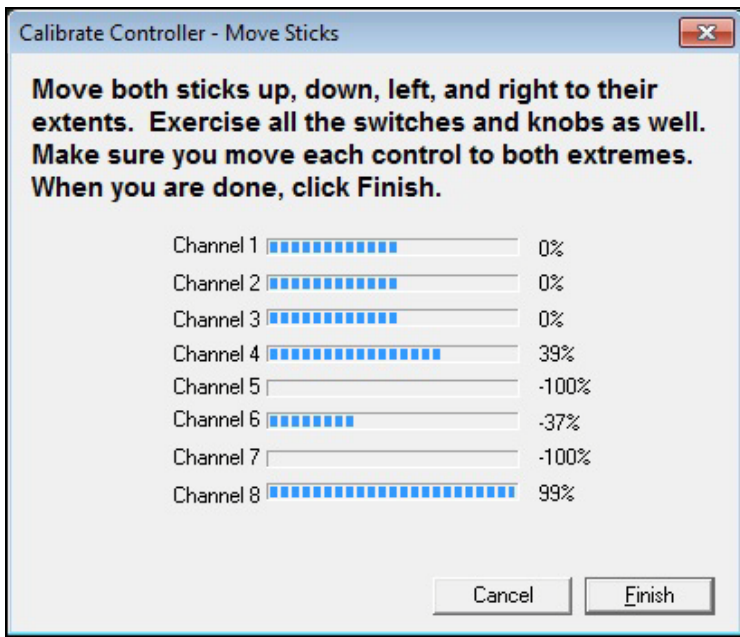 Calibrate Controller - Move Sticks
Move both sticks up, down, left, and right to their
extents.  Exercise all the switches and knobs as well.
Make sure you move each control to both extremes.
When you are done, click Finish.
Channel 1 0%
Channel 2 0%
Channel 3 0%
Channel 4 39%
Channel 5 -100%
Channel 6 -37%
Channel 7 -100%
Channel 8 99%
Cancel Finish